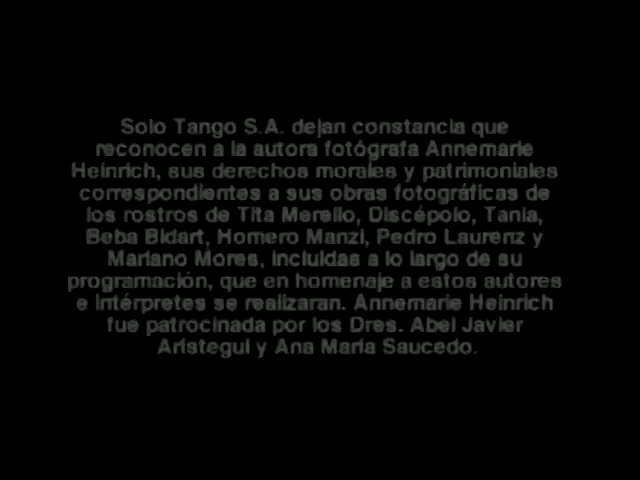 Solo Tango S.A. dejan constancia que
reconocen a la autora fotógrafa Annemarie
Heinrich, sus derechos morales y patrimoniales
correspondientes a sus obras fotográficas de
los rostros de Tita Merello, Discépolo, Tania,
Beba Bidart, Homero Manzi, Pedro Laurenz y
Mariano Mores, incluidas a lo largo de su
programación, que en homenaje a estos autores
e intérpretes se realizaran. Annemarie Heinrich
fue patrocinada por los Dres. Abel Javier
Arístegui y Ana María Saucedo.